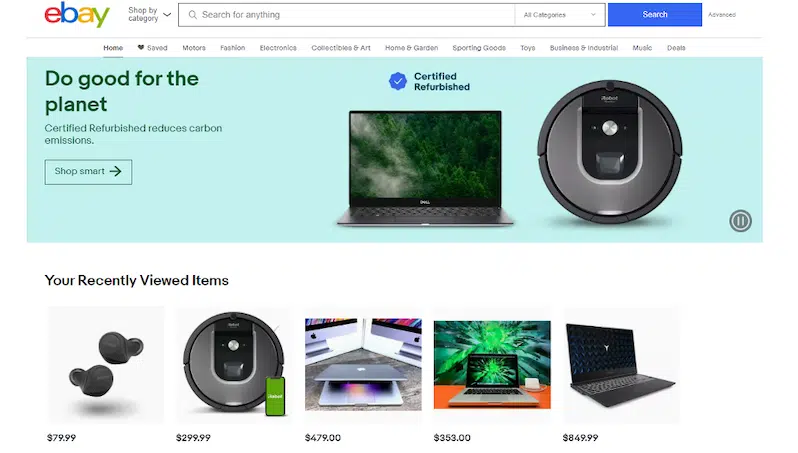 ebay
Shop by
category
Search for anything
All Categories
Search
Advanced
Home Saved Motors Fashion Electronics Collectibles & Art Home & Garden Sporting Goods Toys Business & Industrial Music Deals
Do good for the
planet
Certified Refurbished reduces carbon
emissions.
Shop smart
Certified
Refurbished
DELL
iRobot
Your Recently Viewed Items
iRobot
iRobot
$79.99
$299.99
$479.00
$353.00
$849.99